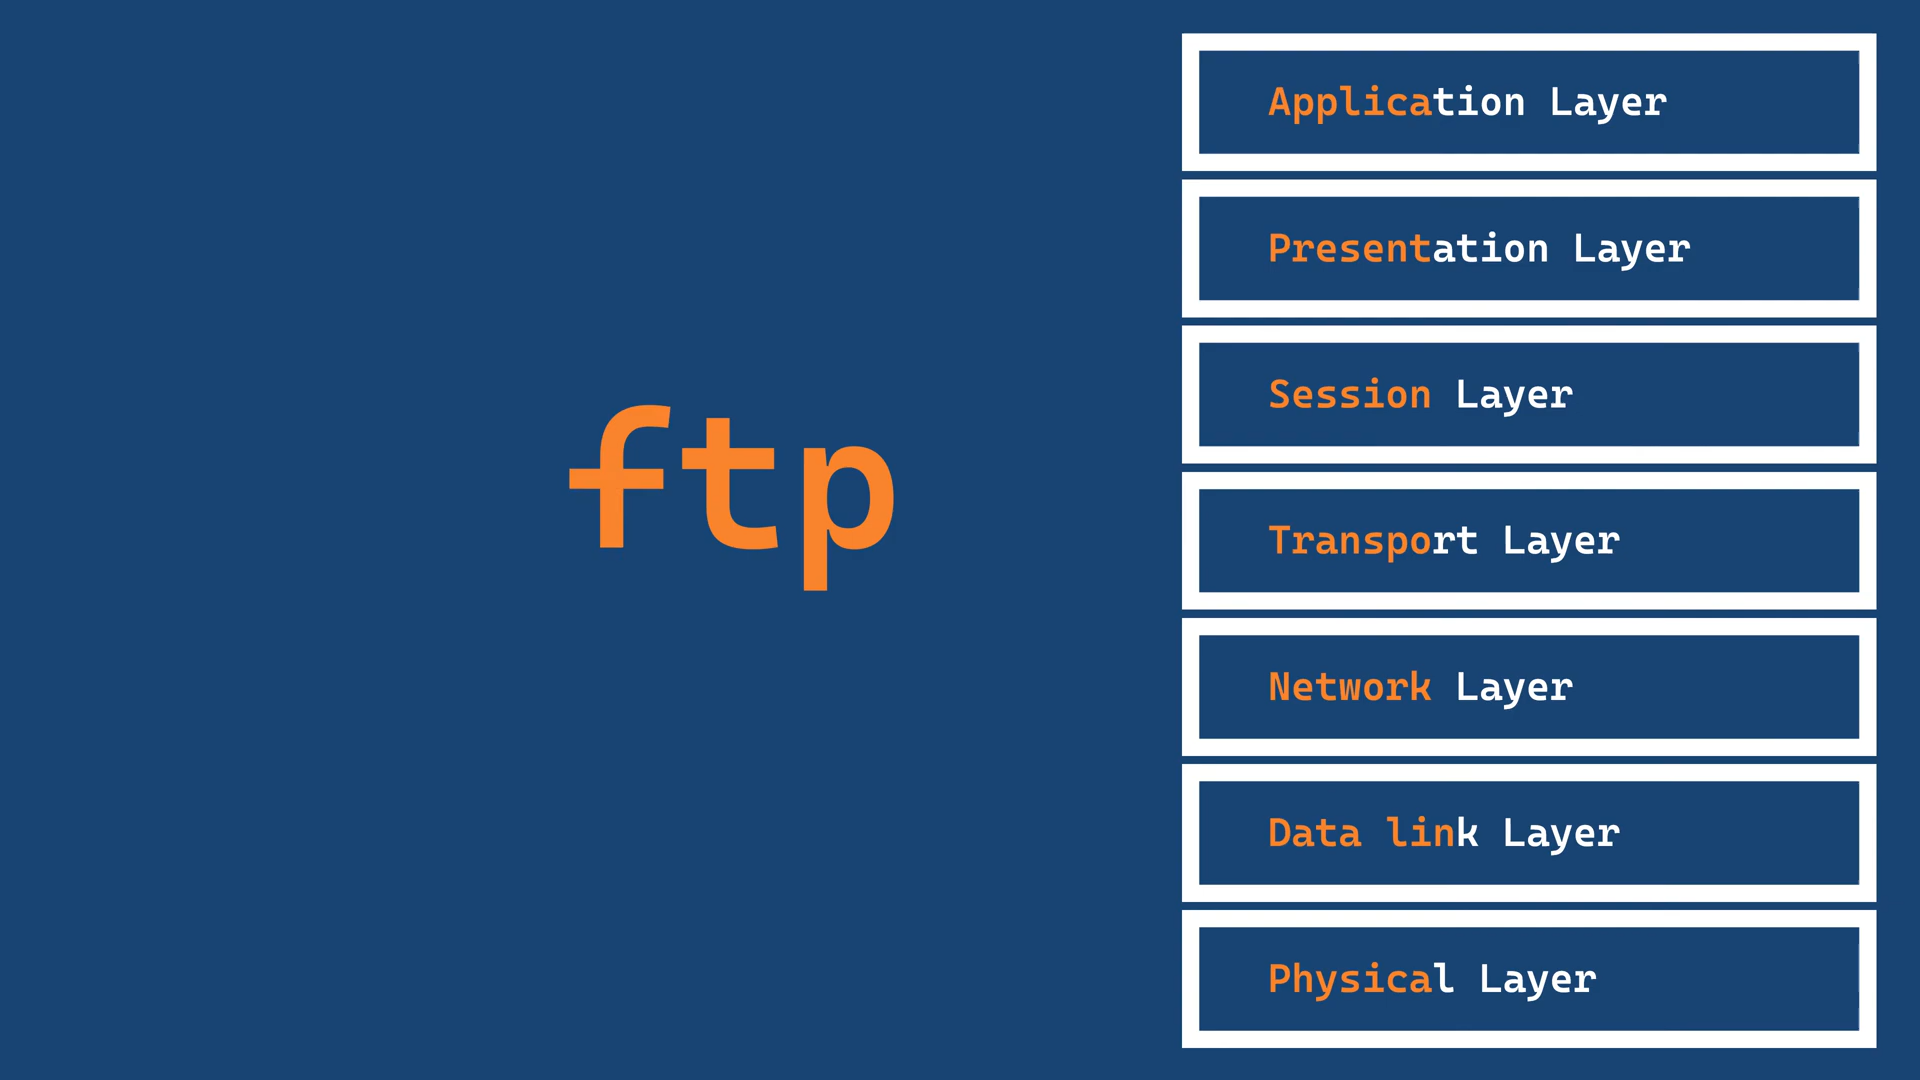 ftp
Application Layer
Presentation Layer
Session Layer
Transport Layer
Network Layer
Data link Layer
Physical Layer